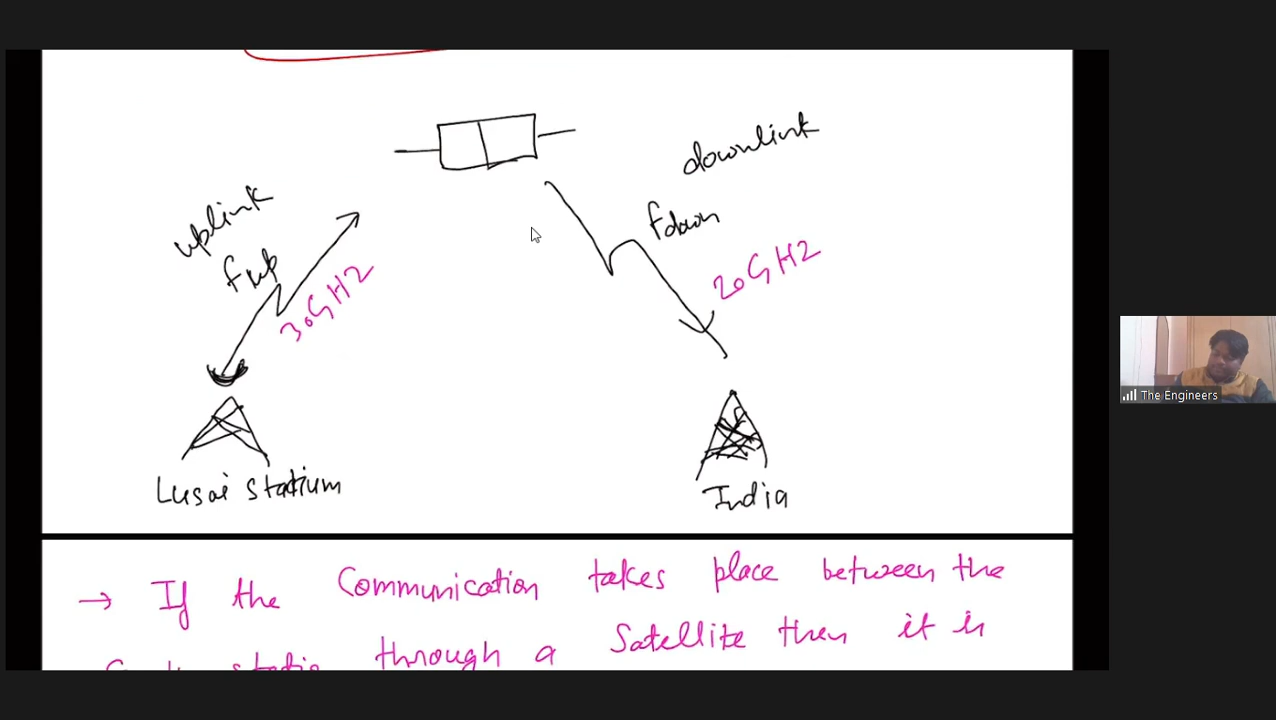 downlink
uplink
fdown
fup
20GHZ
30GHZ
Lusai statium
India
→ If the Communication takes place between the
through a Satellite then it is
The Engineers